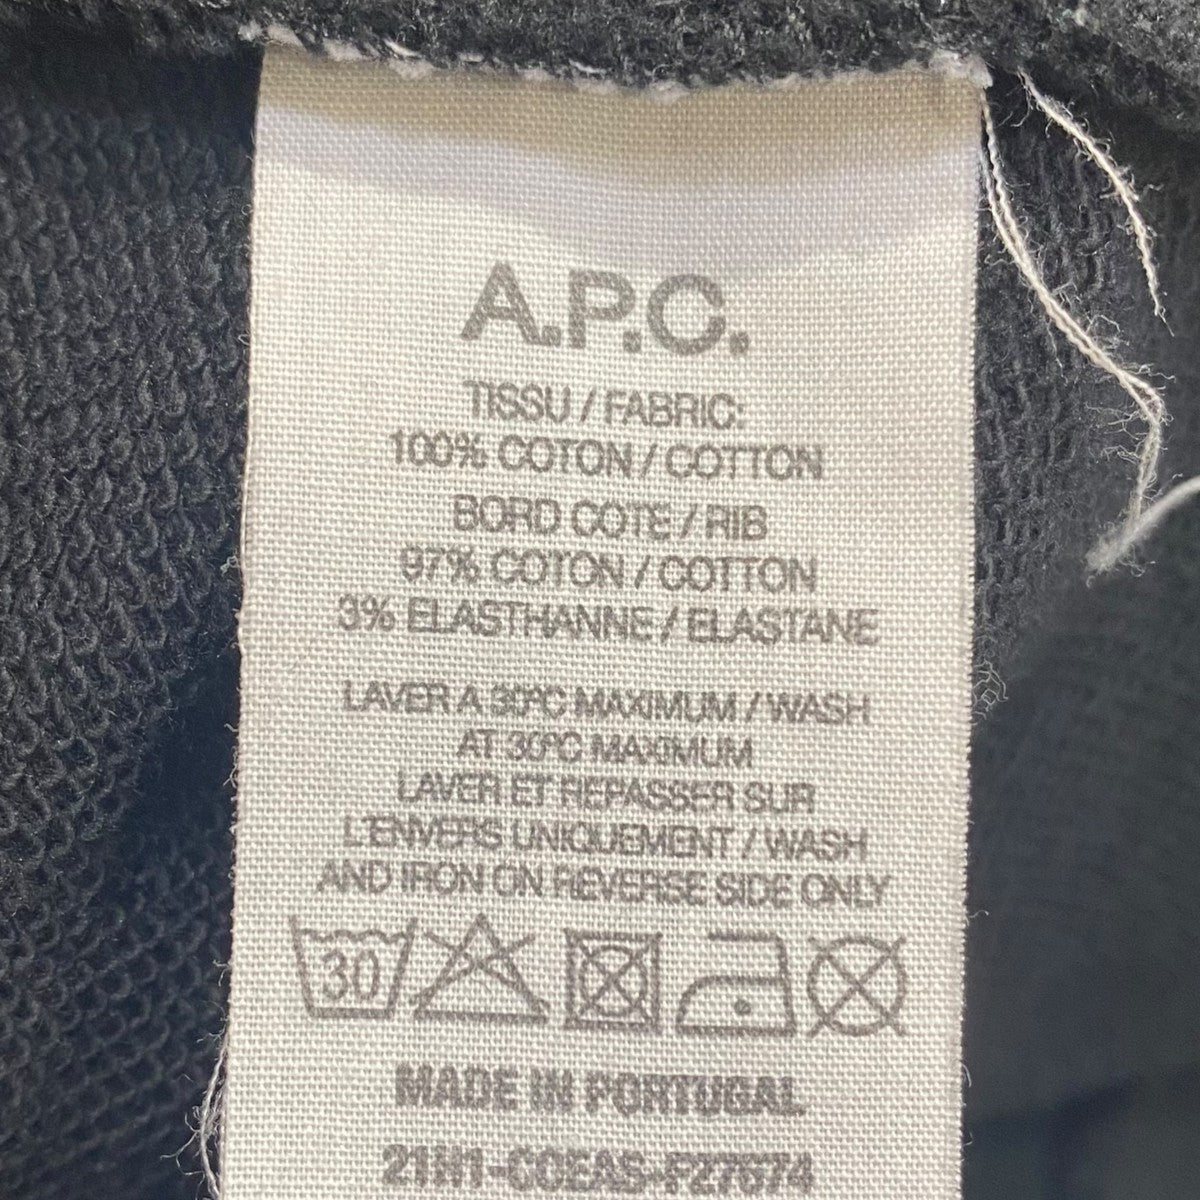 A.P.C.
TISSU / FABRIC:
100% COTON / COTTON
BORD COTE / RIB
97% COTON / COTTON
3% ELASTHANNE / ELASTANE
LAVER A 30°C MAXIMUM / WASH
AT 30°C MAXIMUM
LAVER ET REPASSER SUR
L'ENVERS UNIQUEMENT / WASH
AND IRON ON REVERSE SIDE ONLY
30
MADE IN PORTUGAL
21H1-COEAS-F27674